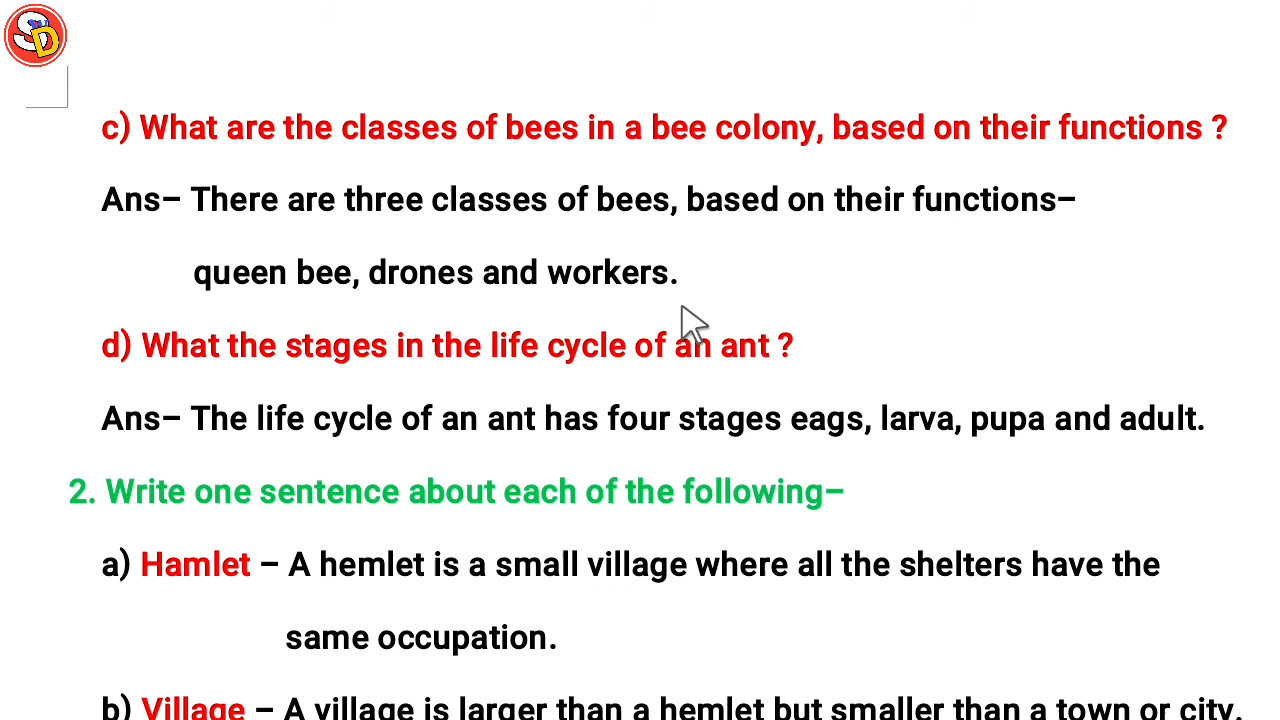 SD
c) What are the classes of bees in a bee colony, based on their functions ?
Ans– There are three classes of bees, based on their functions–
queen bee, drones and workers.
d) What the stages in the life cycle of an ant ?
Ans– The life cycle of an ant has four stages eags, larva, pupa and adult.
2. Write one sentence about each of the following–
a) Hamlet – A hemlet is a small village where all the shelters have the
same occupation.
b) Village – A village is larger than a hemlet but smaller than a town or city.